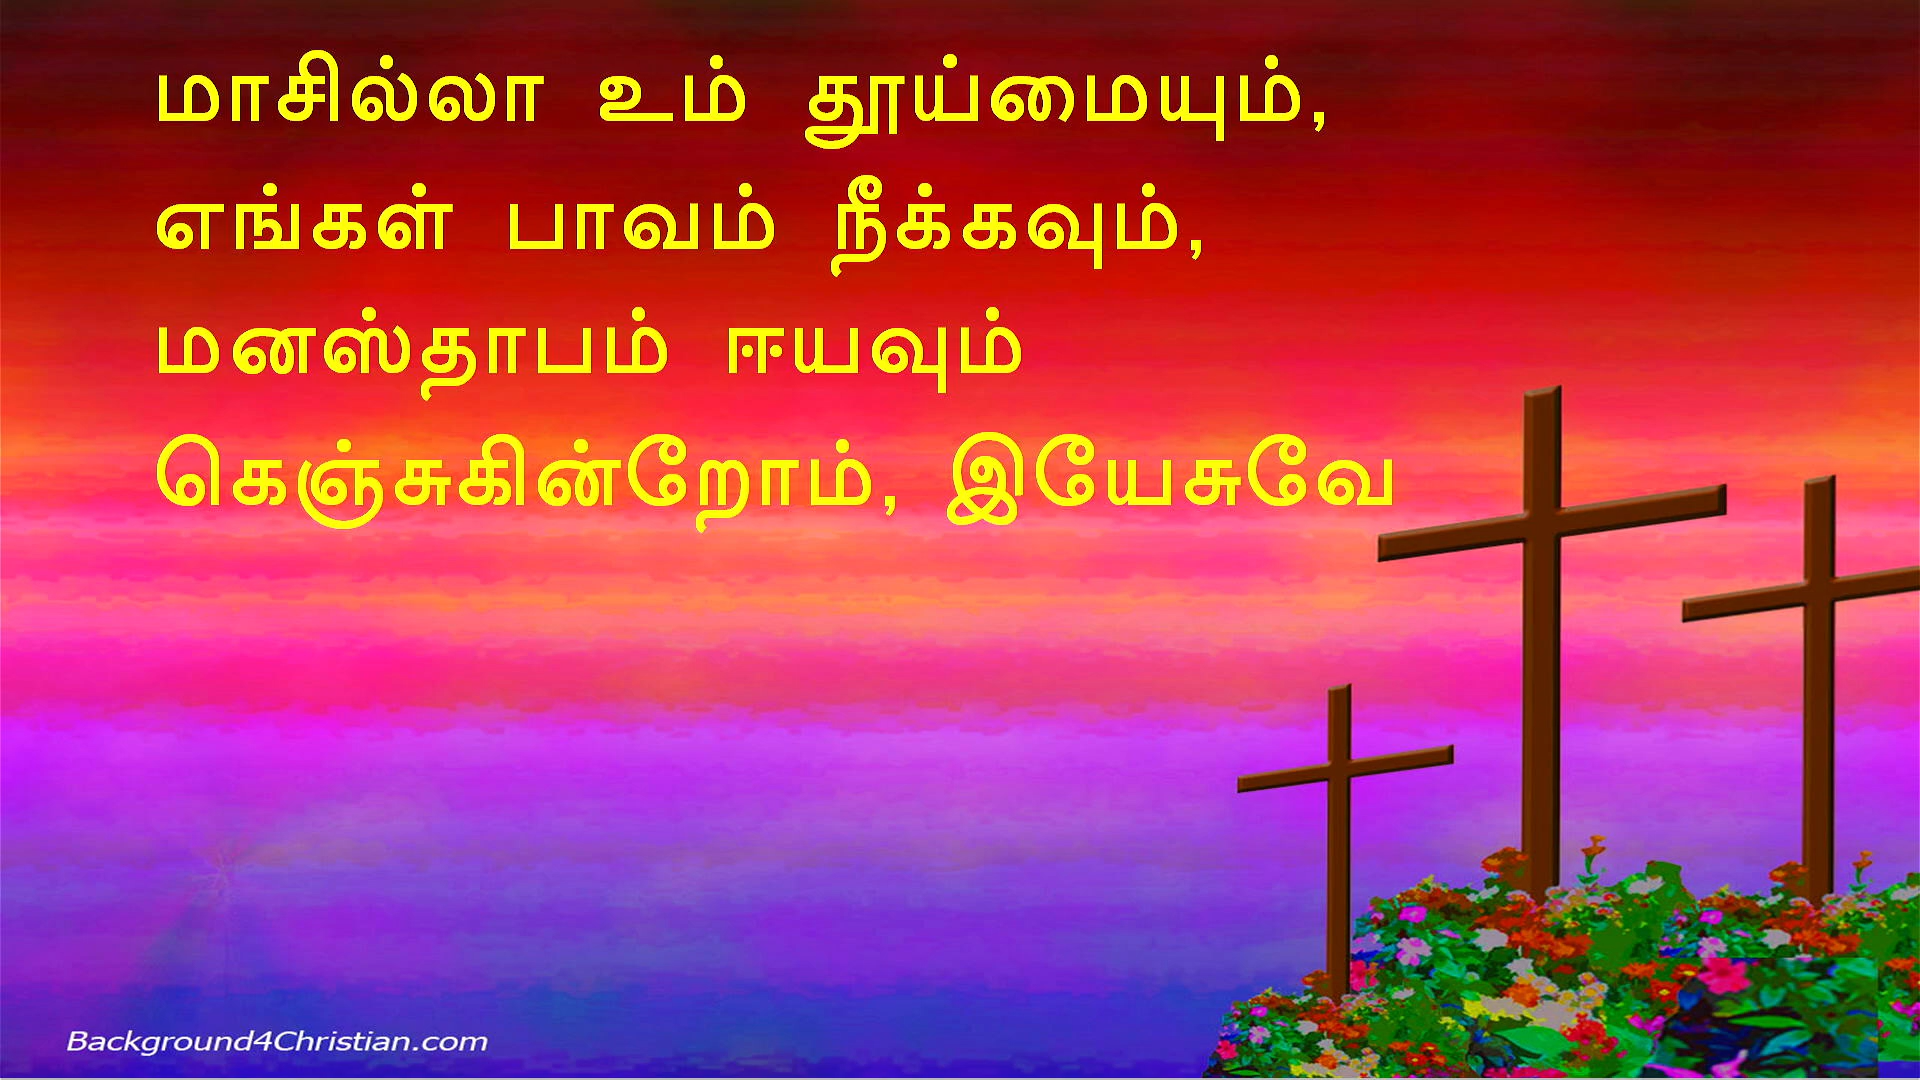 மாசில்லா உம் தூய்மையும்,
எங்கள் பாவம் நீக்கவும்,
மனஸ்தாபம் ஈயவும்
கெஞ்சுகின்றோம், இயேசுவே
Background4Christian.com